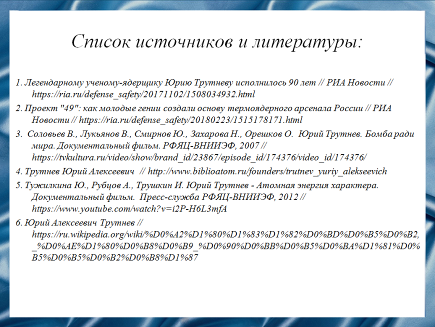 Список источников и литературы:
1. Легендарному ученому-ядерщику Юрию Трутневу исполнилось 90 лет // РИА Новости //
https://ria.ru/defense_safety/20171102/1508034932.html
2. Проект "49": как молодые гении создали основу термоядерного арсенала России // РИА
Новости // https://ria.ru/defense_safety/20180223/1515178171.html
3. Соловьев В., Лукьянов В., Смирнов Ю., Захарова Н., Орешков О. Юрий Трутнев. Бомба ради
мира. Документальный фильм. РФЯЦ-ВНИИЭФ, 2007 //
https://tvkultura.ru/video/show/brand_id/23867/episode_id/174376/video_id/174376/
4. Трутнев Юрий Алексеевич // http://www.biblioatom.ru/founders/trutnev_yuriy_alekseevich
5. Тужилкина Ю., Рубцов А., Трушкин И. Юрий Трутнев - Атомная энергия характера.
Документальный фильм. Пресс-служба РФЯЦ-ВНИИЭФ, 2012 //
https://www.youtube.com/watch?v=i2P-H6L3mfA
6. Юрий Алексеевич Трутнев //
https://ru.wikipedia.org/wiki/%D0%A2%D1%80%D1%83%D1%82%D0%BD%D0%B5%D0%B2,
_%D0%AE%D1%80%D0%B8%D0%B9_%D0%90%D0%BB%D0%B5%D0%BA%D1%81%D0%
B5%D0%B5%D0%B2%D0%B8%D1%87